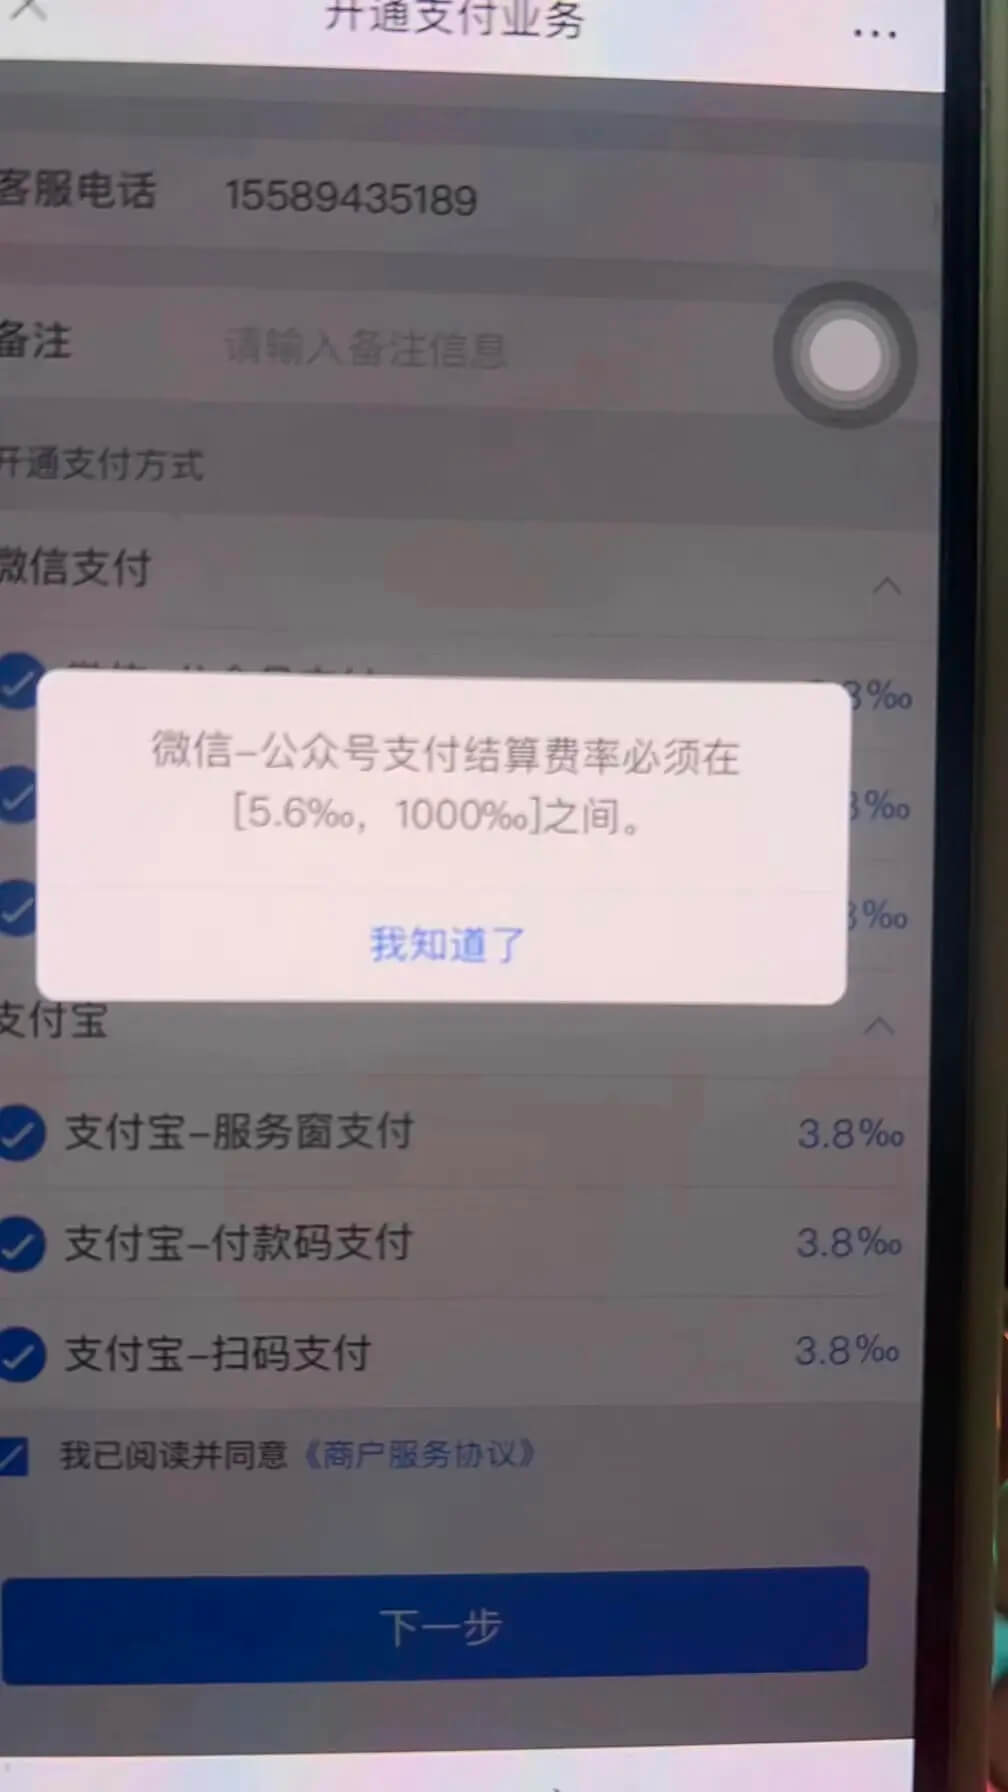 开通支付业务
客服电话 15589435189
备注 请输入备注信息
开通支付方式
微信支付
8‰
微信-公众号支付结算费率必须在
[5.6‰，1000‰]之间。
8‰
8‰
我知道了
支付宝
支付宝-服务窗支付 3.8‰
支付宝-付款码支付 3.8‰
支付宝-扫码支付 3.8‰
我已阅读并同意《商户服务协议》
下一步